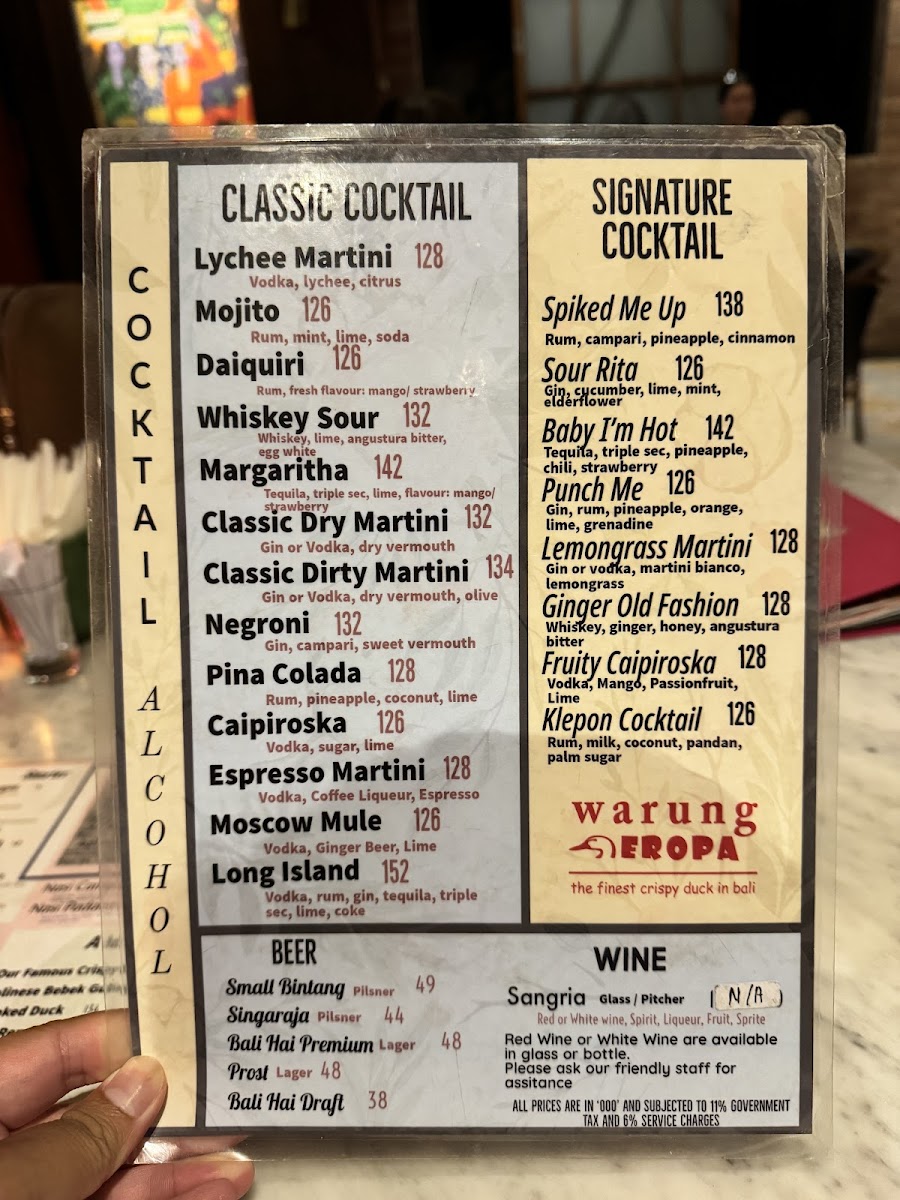 COCKTAIL ALCOHOL
CLASSIC COCKTAIL
Lychee Martini 128
Vodka, lychee, citrus
Mojito 126
Rum, mint, lime, soda
Daiquiri 126
Rum, fresh flavour: mango/ strawberry
Whiskey Sour 132
Whiskey, lime, angustura bitter,
egg white
Margaritha 142
Tequila, triple sec, lime, flavour: mango/
strawberry
Classic Dry Martini 132
Gin or Vodka, dry vermouth
Classic Dirty Martini 134
Gin or Vodka, dry vermouth, olive
Negroni 132
Gin, campari, sweet vermouth
Pina Colada 128
Rum, pineapple, coconut, lime
Caipiroska 126
Vodka, sugar, lime
Espresso Martini 128
Vodka, Coffee Liqueur, Espresso
Moscow Mule 126
Vodka, Ginger Beer, Lime
Long Island 152
Vodka, rum, gin, tequila, triple
sec, lime, coke
SIGNATURE
COCKTAIL
Spiked Me Up 138
Rum, campari, pineapple, cinnamon
Sour Rita 126
Gin, cucumber, lime, mint,
elderflower
Baby I'm Hot 142
Tequila, triple sec, pineapple,
chili, strawberry
Punch Me 126
Gin, rum, pineapple, orange,
lime, grenadine
Lemongrass Martini 128
Gin or vodka, martini bianco,
lemongrass
Ginger Old Fashion 128
Whiskey, ginger, honey, angustura
bitter
Fruity Caipiroska 128
Vodka, Mango, Passionfruit,
Lime
Klepon Cocktail 126
Rum, milk, coconut, pandan,
palm sugar
warung
EROPA
the finest crispy duck in bali
BEER
Small Bintang Pilsner 49
Singaraja Pilsner 44
Bali Hai Premium Lager 48
Prost Lager 48
Bali Hai Draft 38
WINE
Sangria Glass / Pitcher N/A
Red or White wine, Spirit, Liqueur, Fruit, Sprite
Red Wine or White Wine are available
in glass or bottle.
Please ask our friendly staff for
assitance
ALL PRICES ARE IN '000' AND SUBJECTED TO 11% GOVERNMENT
TAX AND 6% SERVICE CHARGES
Our Famous
Duck